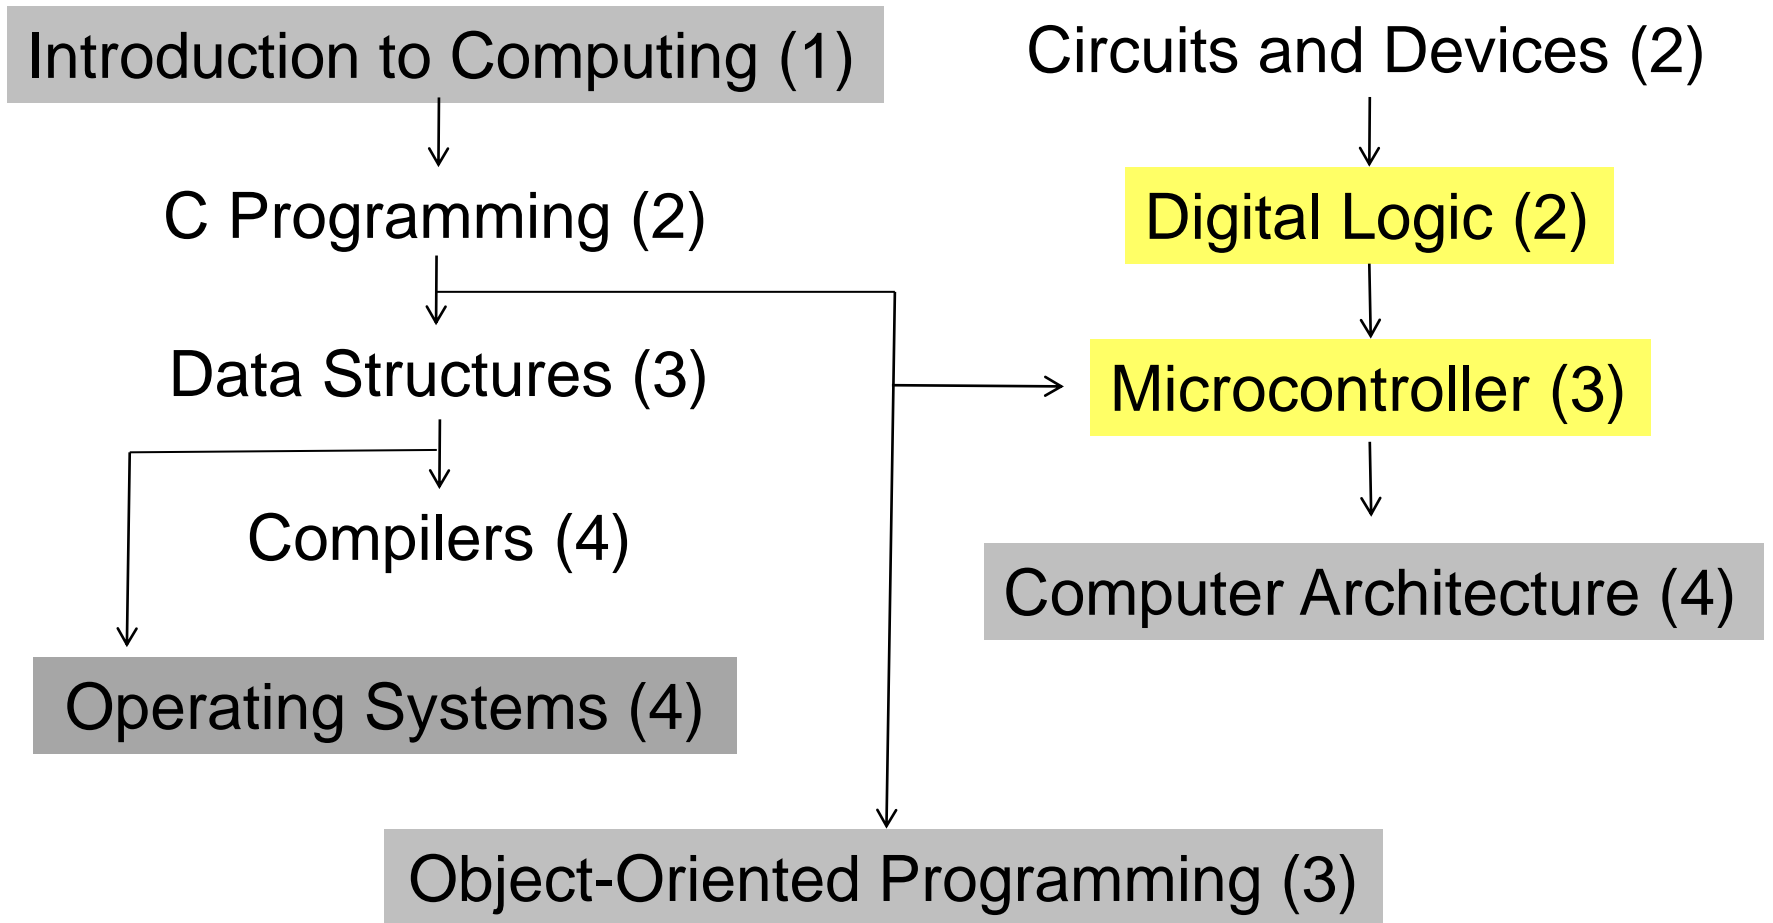 Introduction to Computing (1)
Circuits and Devices (2)
C Programming (2)
Digital Logic (2)
Data Structures (3)
Microcontroller (3)
Compilers (4)
Computer Architecture (4)
Operating Systems (4)
Object-Oriented Programming (3)